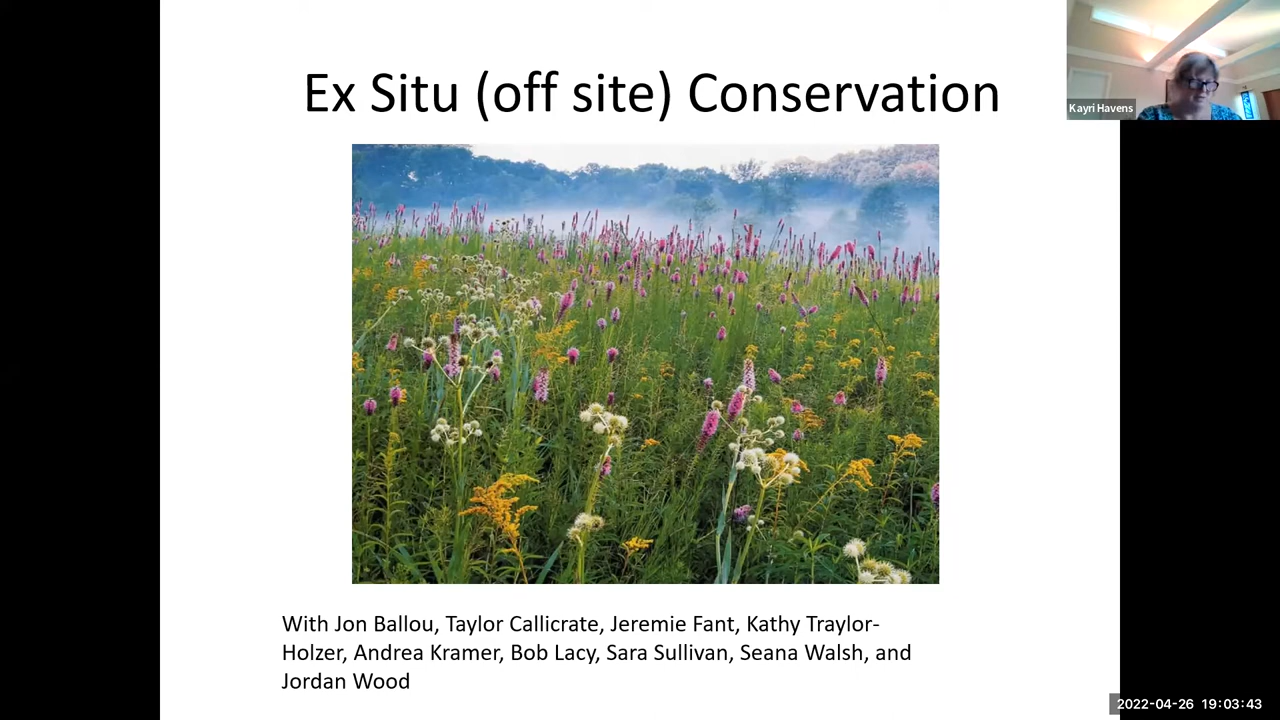 Ex Situ (off site) Conservation
Kayri Havens
With Jon Ballou, Taylor Callicrate, Jeremie Fant, Kathy Traylor-
Holzer, Andrea Kramer, Bob Lacy, Sara Sullivan, Seana Walsh, and
Jordan Wood
2022-04-26 19:03:43